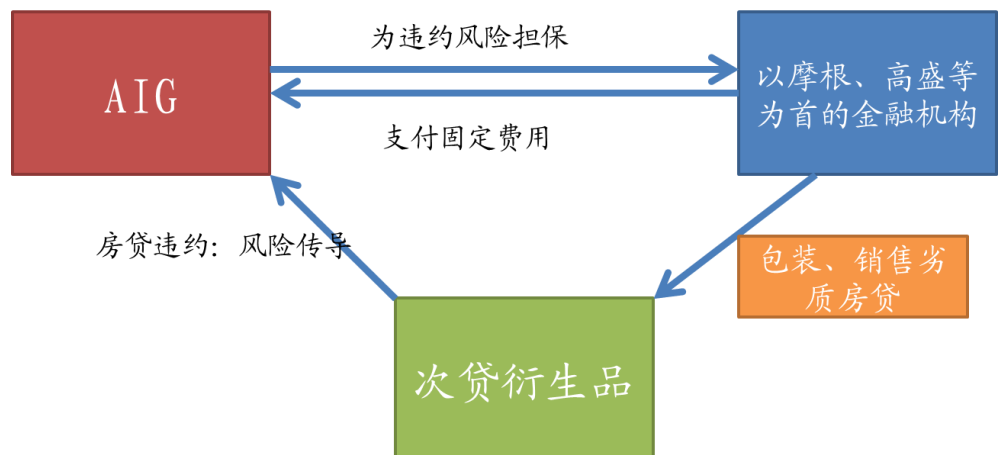 为违约风险担保
AIG
以摩根、高盛等
为首的金融机构
支付固定费用
房贷违约：风险传导
包装、销售劣
质房贷
次贷衍生品